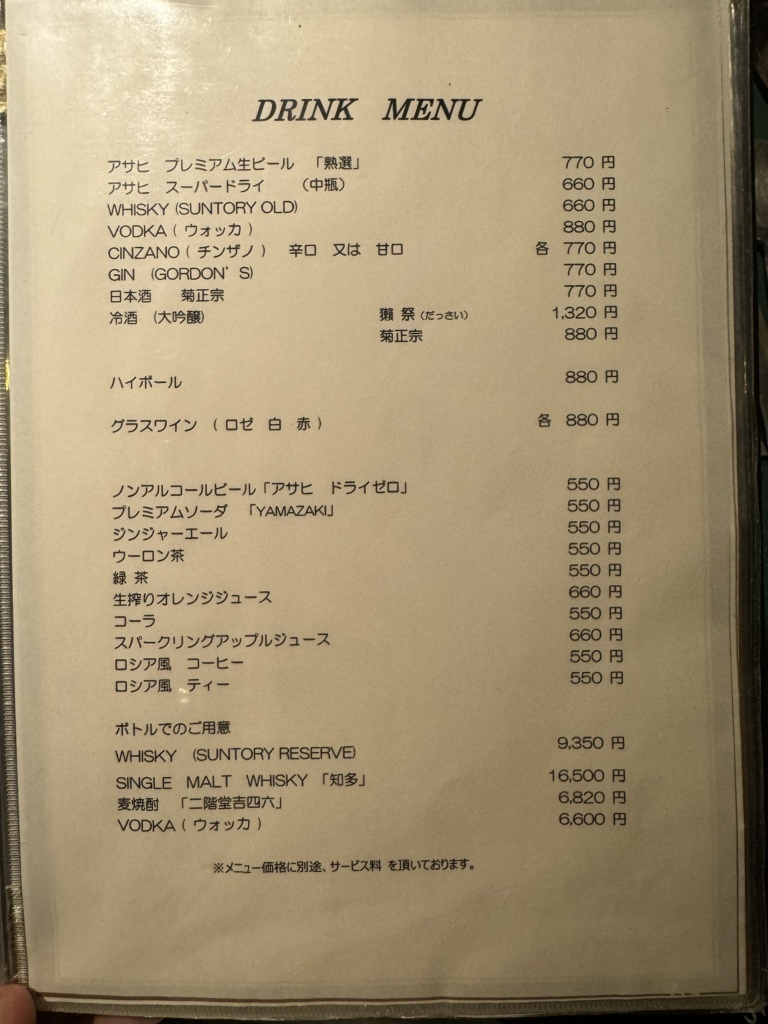 DRINK MENU
アサヒ プレミアム生ビール 「熟選」 770 円
アサヒ スーパードライ (中瓶) 660 円
WHISKY (SUNTORY OLD) 660 円
VODKA ( ウォッカ ) 880 円
CINZANO ( チンザノ ) 辛口 又は 甘口 各 770 円
GIN (GORDON'S) 770 円
日本酒 菊正宗 770 円
冷酒 (大吟醸) 獺 祭 (だっさい) 1,320 円
菊正宗 880 円
ハイボール 880 円
グラスワイン ( ロゼ 白 赤 ) 各 880 円
ノンアルコールビール「アサヒ ドライゼロ」 550 円
プレミアムソーダ 「YAMAZAKI」 550 円
ジンジャーエール 550 円
ウーロン茶 550 円
緑 茶 550 円
生搾りオレンジジュース 660 円
コーラ 550 円
スパークリングアップルジュース 660 円
ロシア風 コーヒー 550 円
ロシア風 ティー 550 円
ボトルでのご用意
WHISKY (SUNTORY RESERVE) 9,350 円
SINGLE MALT WHISKY 「知多」 16,500 円
麦焼酎 「二階堂吉四六」 6,820 円
VODKA ( ウォッカ ) 6,600 円
※メニュー価格に別途、サービス料 を頂いております。